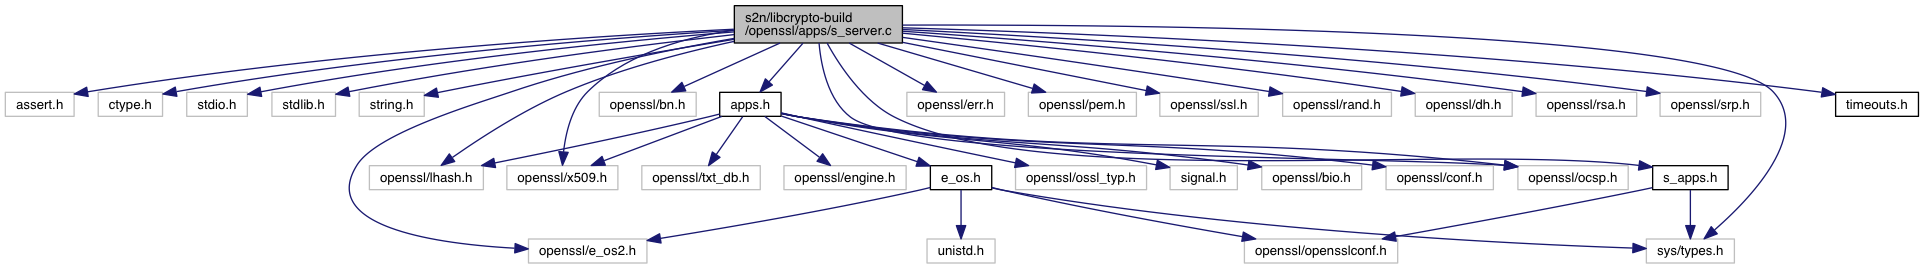 s2n/libcrypto-build
/openssl/apps/s_server.c
assert.h
ctype.h
stdio.h
stdlib.h
string.h
openssl/bn.h
apps.h
openssl/err.h
openssl/pem.h
openssl/ssl.h
openssl/rand.h
openssl/dh.h
openssl/rsa.h
openssl/srp.h
timeouts.h
openssl/lhash.h
openssl/x509.h
openssl/txt_db.h
openssl/engine.h
e_os.h
openssl/ossl_typ.h
signal.h
openssl/bio.h
openssl/conf.h
openssl/ocsp.h
s_apps.h
openssl/e_os2.h
unistd.h
openssl/opensslconf.h
sys/types.h